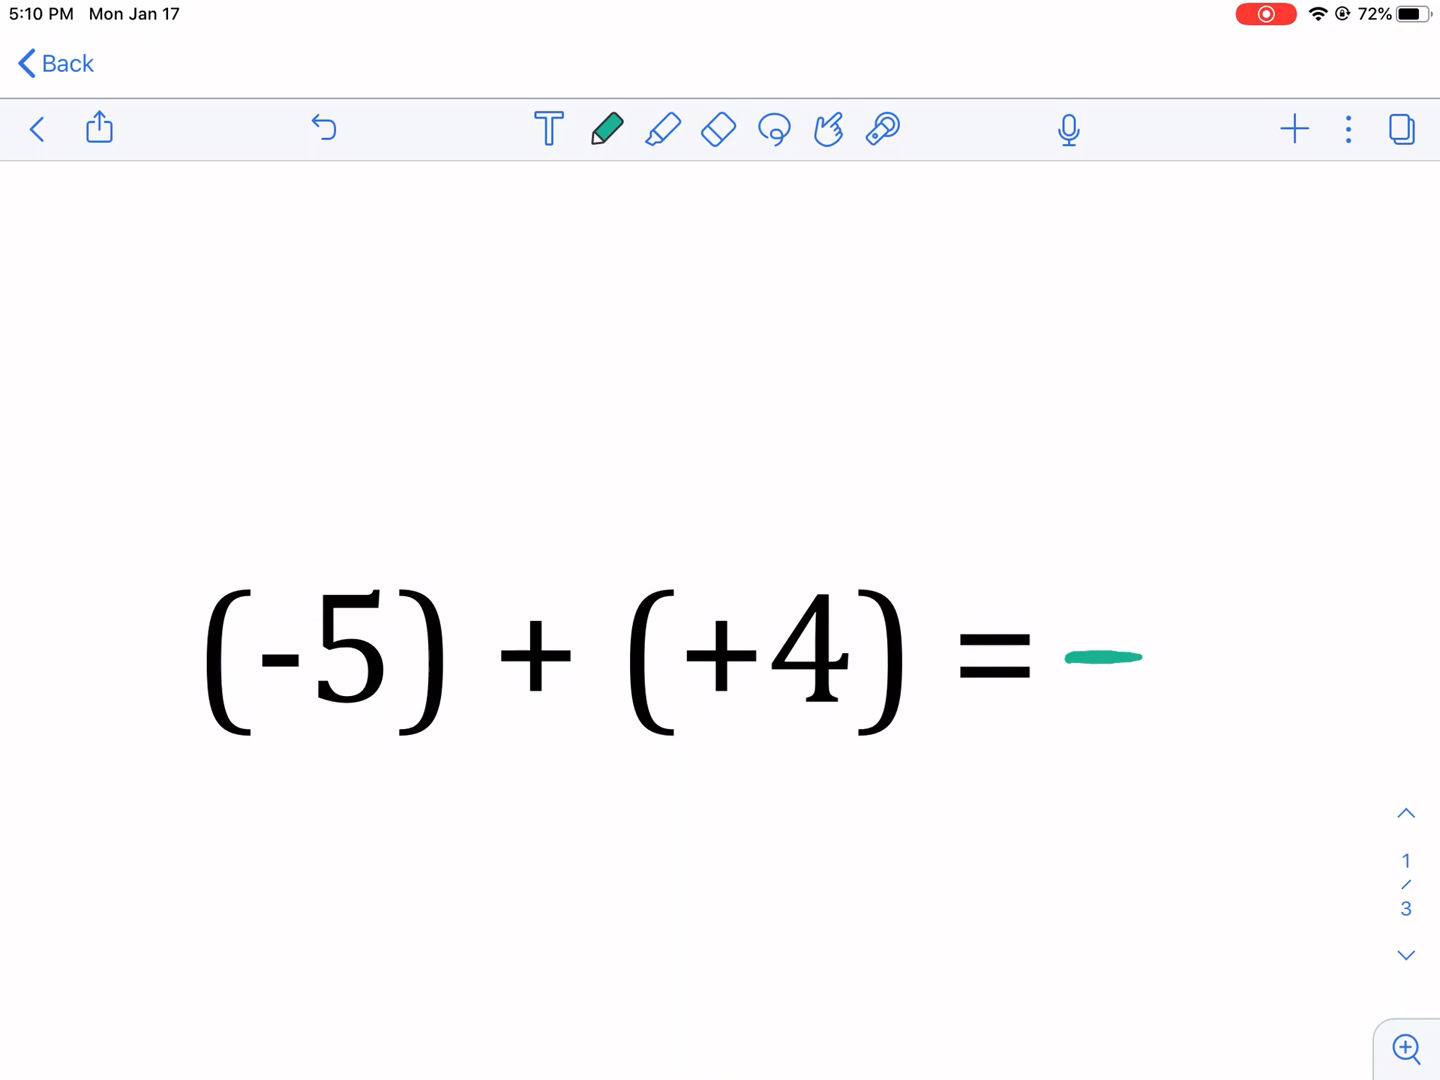 5:10 PM Mon Jan 17 72%
Back
(-5) + (+4) = -
1
/
3